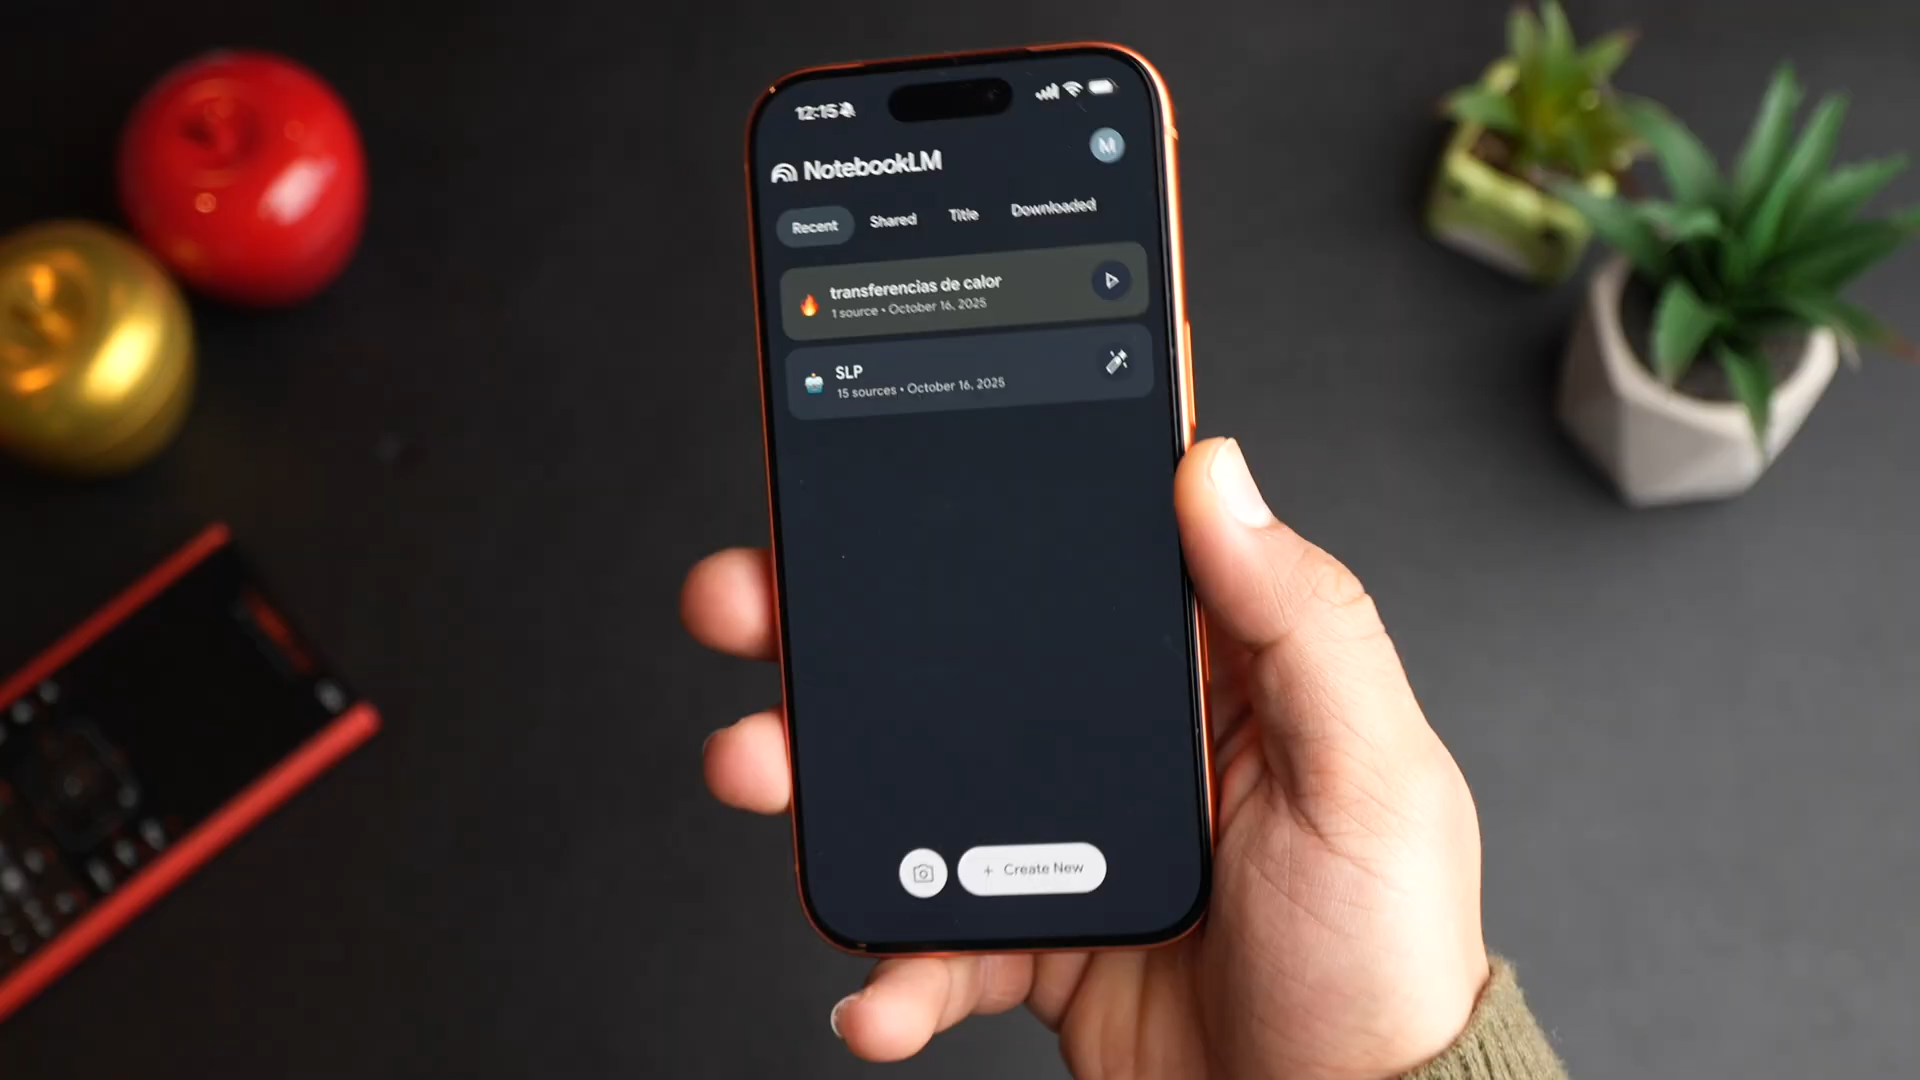 12:15
NotebookLM
M
Recent
Shared
Title
Downloaded
transferencias de calor
1 source • October 16, 2025
SLP
15 sources • October 16, 2025
+ Create New